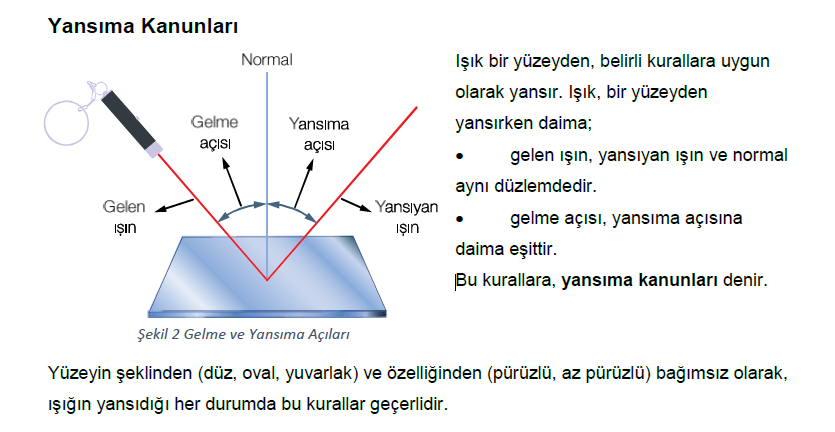 Yansıma Kanunları
Normal
Gelme
açısı
Yansıma
açısı
Gelen
ışın
Yansıyan
ışın
Şekil 2 Gelme ve Yansıma Açıları
Işık bir yüzeyden, belirli kurallara uygun
olarak yansır. Işık, bir yüzeyden
yansırken daima;
• gelen ışın, yansıyan ışın ve normal
aynı düzlemdedir.
• gelme açısı, yansıma açısına
daima eşittir.
Bu kurallara, yansıma kanunları denir.
Yüzeyin şeklinden (düz, oval, yuvarlak) ve özelliğinden (pürüzlü, az pürüzlü) bağımsız olarak,
ışığın yansıdığı her durumda bu kurallar geçerlidir.